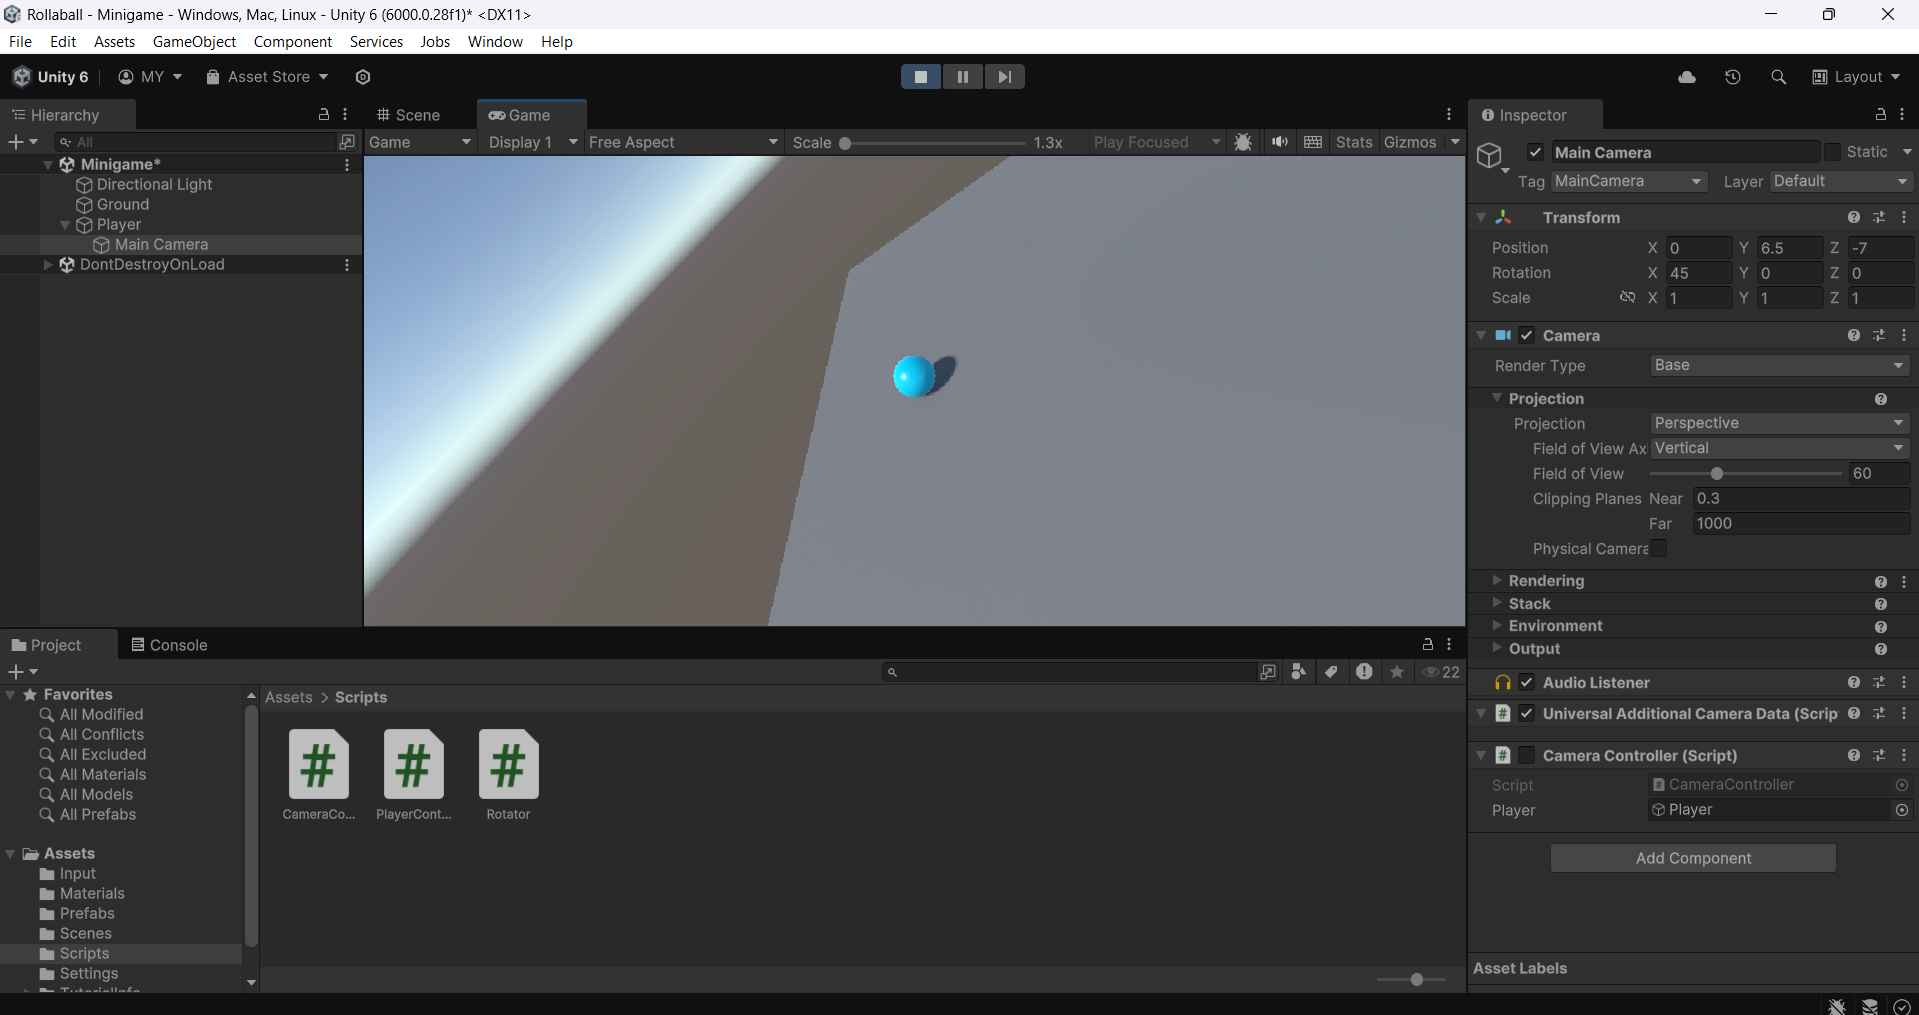 Rollaball - Minigame - Windows, Mac, Linux - Unity 6 (6000.0.28f1)* <DX11>
File Edit Assets GameObject Component Services Jobs Window Help
Unity 6 MY Asset Store Layout
Hierarchy
All
Minigame*
Directional Light
Ground
Player
Main Camera
DontDestroyOnLoad
Scene Game
Game Display 1 Free Aspect Scale 1.3x Play Focused Stats Gizmos
Inspector
Main Camera Static
Tag MainCamera Layer Default
Transform
Position X 0 Y 6.5 Z -7
Rotation X 45 Y 0 Z 0
Scale X 1 Y 1 Z 1
Camera
Render Type Base
Projection
Projection Perspective
Field of View Ax Vertical
Field of View 60
Clipping Planes Near 0.3
Far 1000
Physical Camera
Rendering
Stack
Environment
Output
Audio Listener
# Universal Additional Camera Data (Scrip
# Camera Controller (Script)
Script # CameraController
Player Player
Add Component
Asset Labels
Project Console
22
Favorites
All Modified
All Conflicts
All Excluded
All Materials
All Models
All Prefabs
Assets
Input
Materials
Prefabs
Scenes
Scripts
Settings
Assets > Scripts
# # #
CameraCo... PlayerCont... Rotator